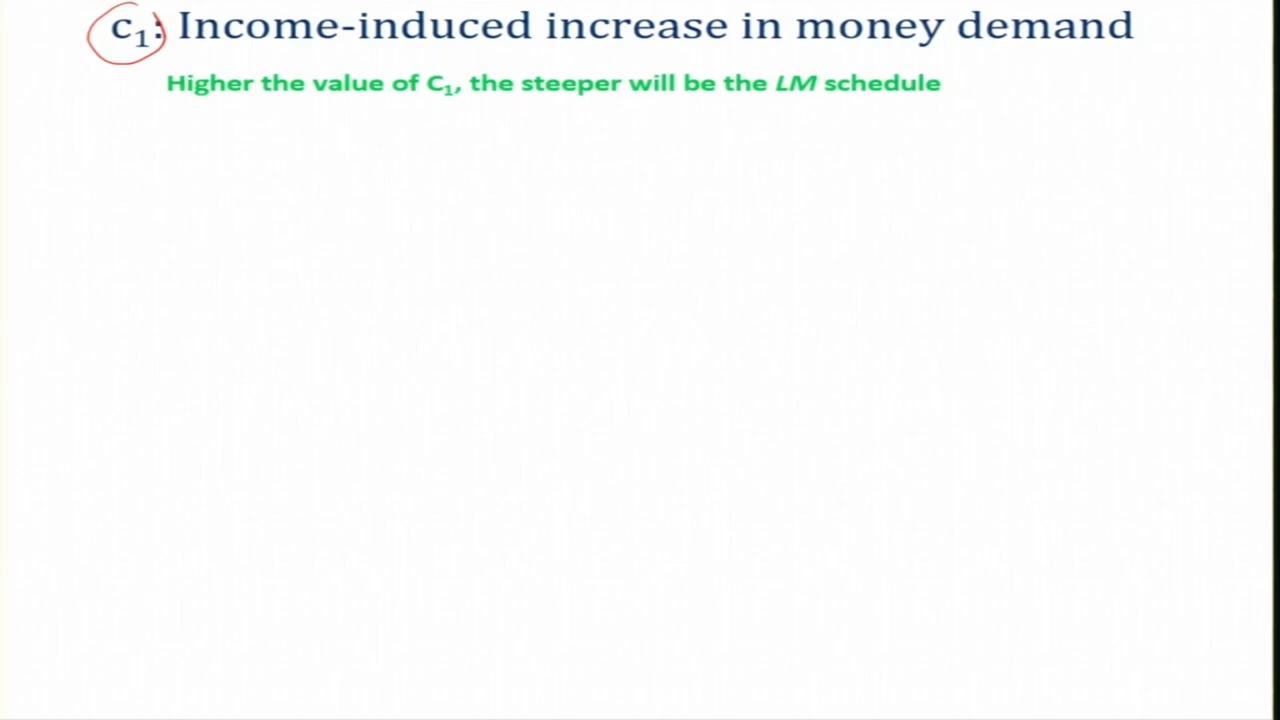 c₁: Income-induced increase in money demand
Higher the value of C₁, the steeper will be the LM schedule